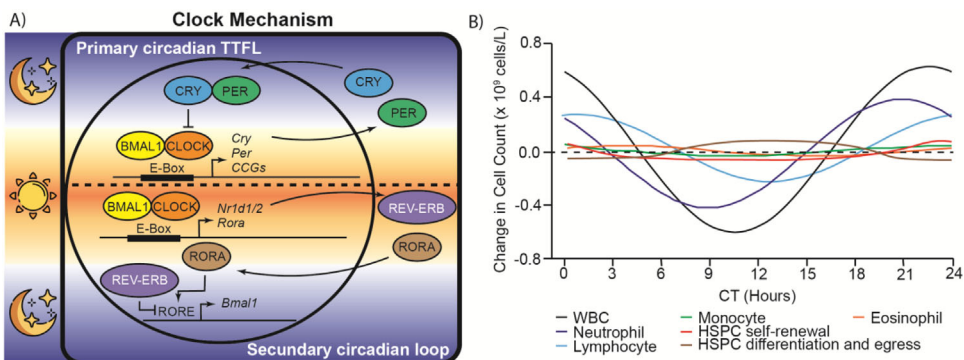 A)
Clock Mechanism
Primary circadian TTFL
CRY
PER
CRY
PER
BMAL1
CLOCK
E-Box
Cry
Per
CCGs
BMAL1
CLOCK
E-Box
Nr1d1/2
Rora
REV-ERB
RORA
RORA
REV-ERB
RORE
Bmal1
Secondary circadian loop
B)
Change in Cell Count (x 10⁹ cells/L)
0.8
0.4
0.0
-0.4
-0.8
0 3 6 9 12 15 18 21 24
CT (Hours)
WBC
Neutrophil
Lymphocyte
Monocyte
HSPC self-renewal
HSPC differentiation and egress
Eosinophil